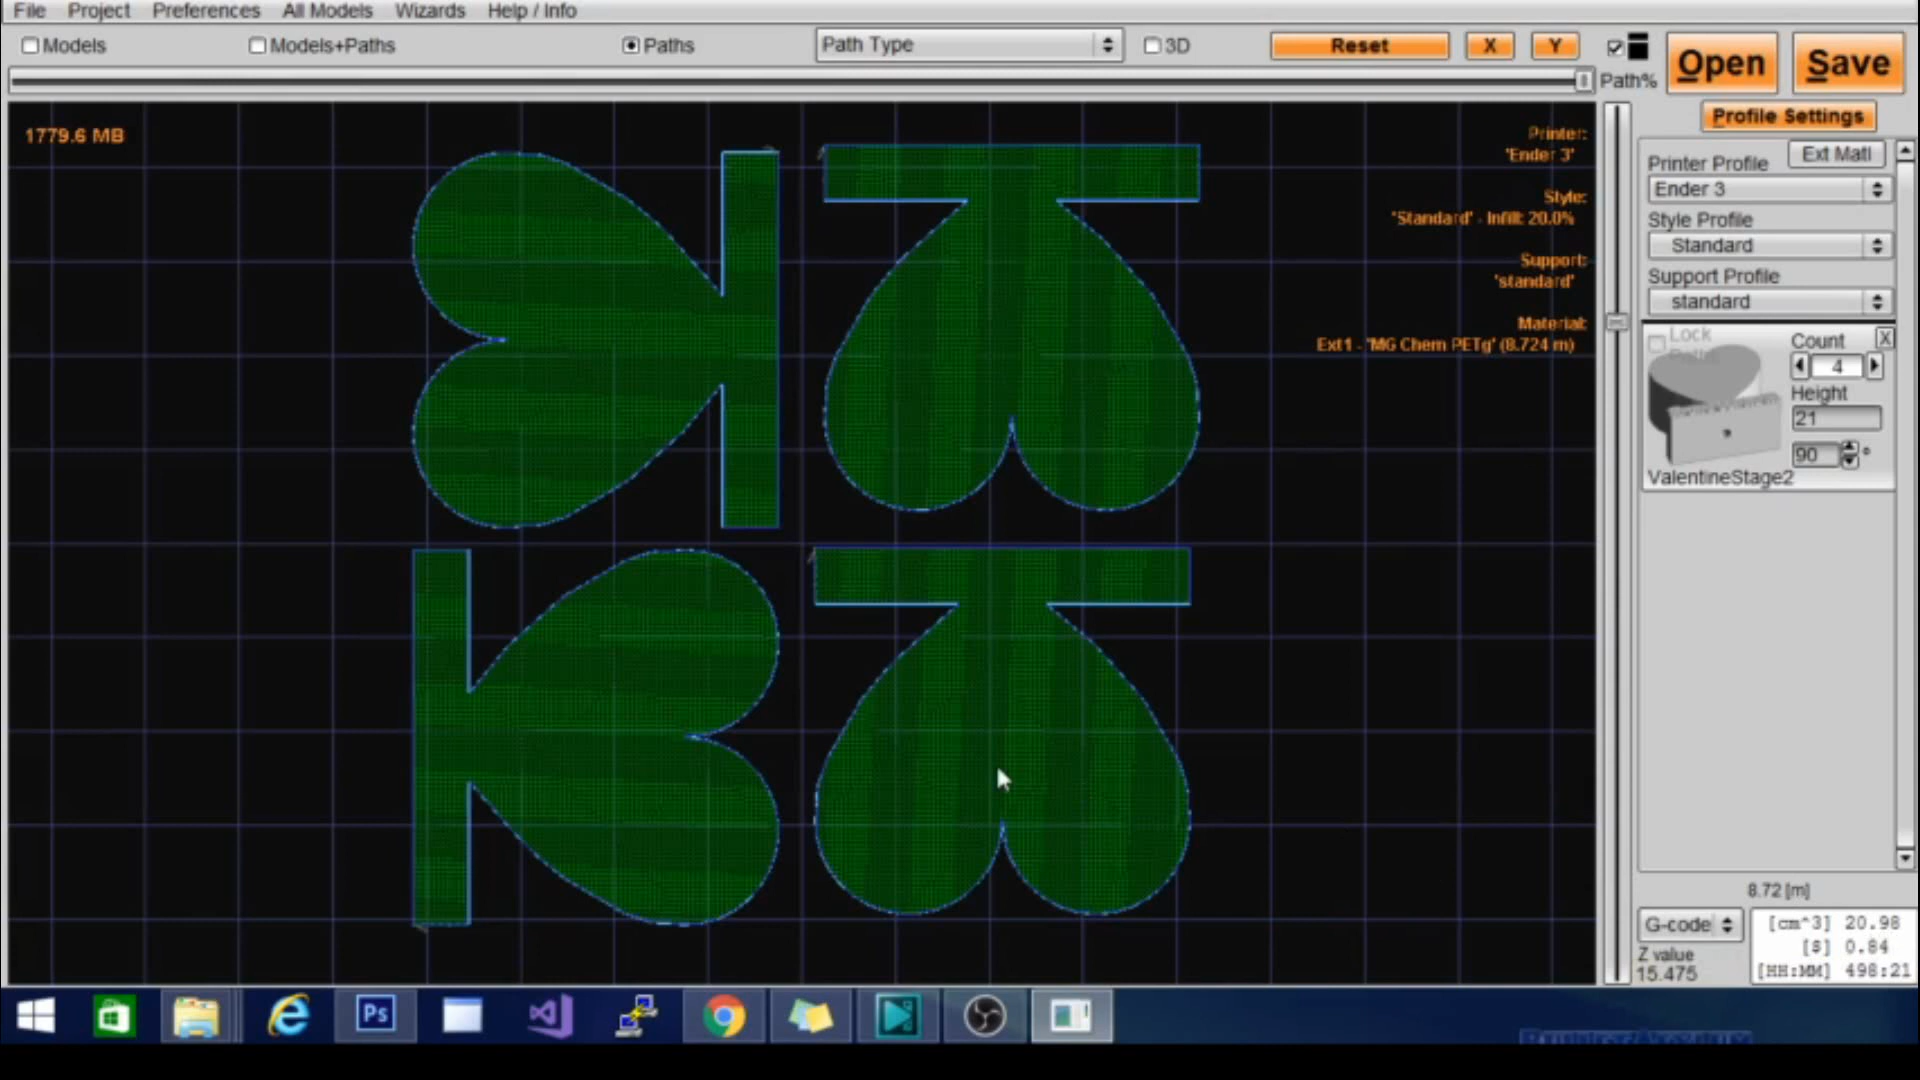 File Project Preferences All Models Wizards Help / Info
Models Models+Paths Paths Path Type 3D Reset X Y
Path%
Open Save
Profile Settings
1779.6 MB
Printer:
'Ender 3'
Style:
'Standard' - Infill: 20.0%
Support:
'standard'
Material:
Ext1 - 'MG Chem PETg' (8.724 m)
Printer Profile Ext Matl
Ender 3
Style Profile
Standard
Support Profile
standard
Lock
Count X
4
Height
21
90 °
ValentineStage2
8.72 [m]
G-code
Z value
15.475
[cm^3] 20.98
[$] 0.84
[HH:MM] 498:21
Ps